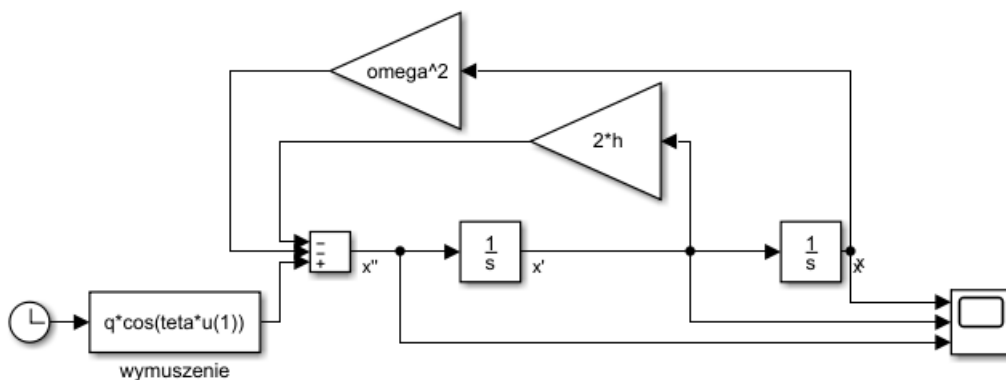 omega^2
2*h
−
−
+
x''
1
s
x'
1
s
x
x
q*cos(teta*u(1))
wymuszenie